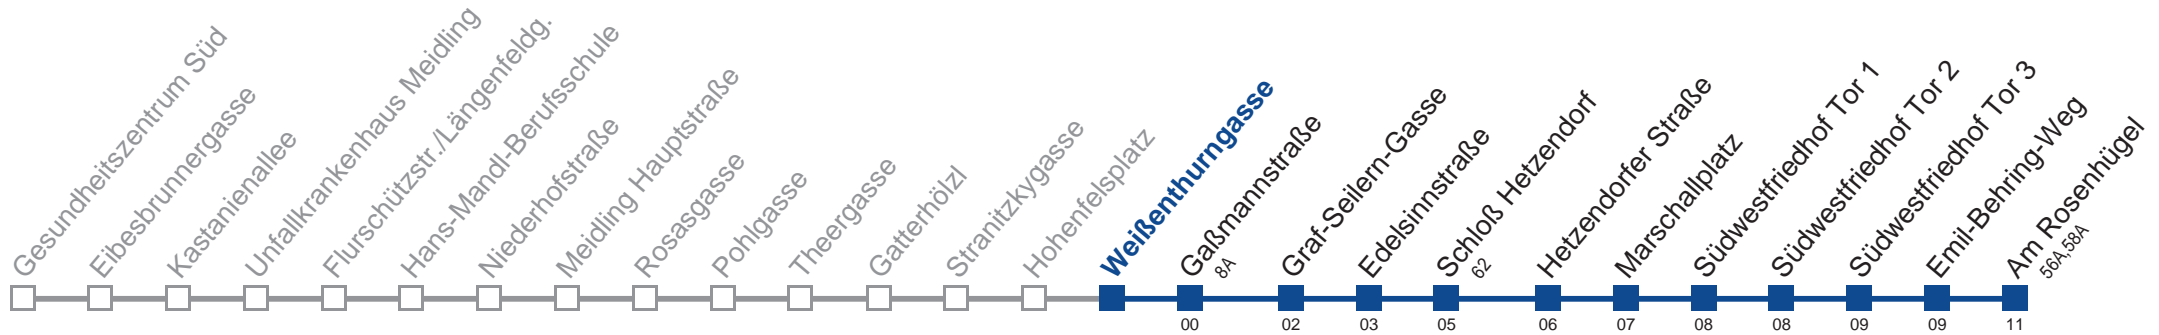 Gesundheitszentrum Süd
Eibesbrunnergasse
Kastanienallee
Unfallkrankenhaus Meidling
Flurschützstr./Längenfeldg.
Hans-Mandl-Berufsschule
Niederhofstraße
Meidling Hauptstraße
Rosasgasse
Pohlgasse
Theergasse
Gatterhölzl
Stranitzkygasse
Hohenfelsplatz
Weißenthurngasse
Gaßmannstraße
8A
Graf-Seilern-Gasse
Edelsinnstraße
Schloß Hetzendorf
62
Hetzendorfer Straße
Marschallplatz
Südwestfriedhof Tor 1
Südwestfriedhof Tor 2
Südwestfriedhof Tor 3
Emil-Behring-Weg
Am Rosenhügel
56A,58A
00 02 03 05 06 07 08 08 09 09 11